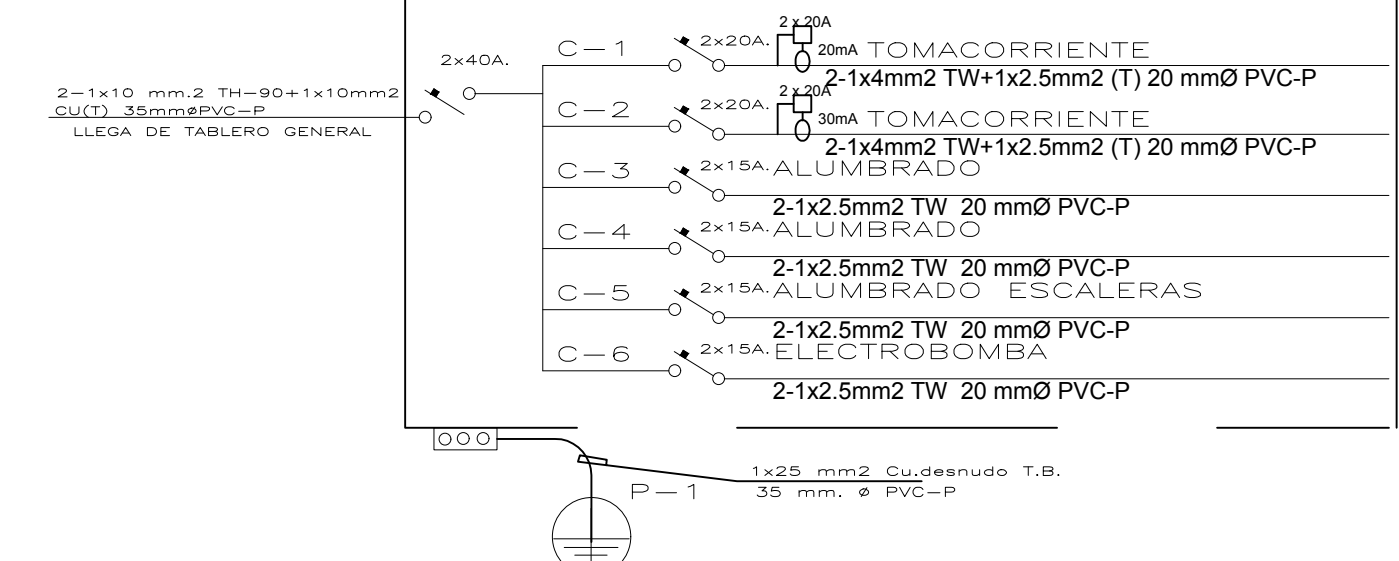 2-1x10 mm.2 TH-90+1x10mm2
CU(T) 35mmøPVC-P
LLEGA DE TABLERO GENERAL
2x40A.
C-1
2x20A.
2 x 20A
20mA
TOMACORRIENTE
2-1x4mm2 TW+1x2.5mm2 (T) 20 mmØ PVC-P
C-2
2x20A.
2 x 20A
30mA
TOMACORRIENTE
2-1x4mm2 TW+1x2.5mm2 (T) 20 mmØ PVC-P
C-3
2x15A.
ALUMBRADO
2-1x2.5mm2 TW 20 mmØ PVC-P
C-4
2x15A.
ALUMBRADO
2-1x2.5mm2 TW 20 mmØ PVC-P
C-5
2x15A.
ALUMBRADO ESCALERAS
2-1x2.5mm2 TW 20 mmØ PVC-P
C-6
2x15A.
ELECTROBOMBA
2-1x2.5mm2 TW 20 mmØ PVC-P
P-1
1x25 mm2 Cu.desnudo T.B.
35 mm. ø PVC-P